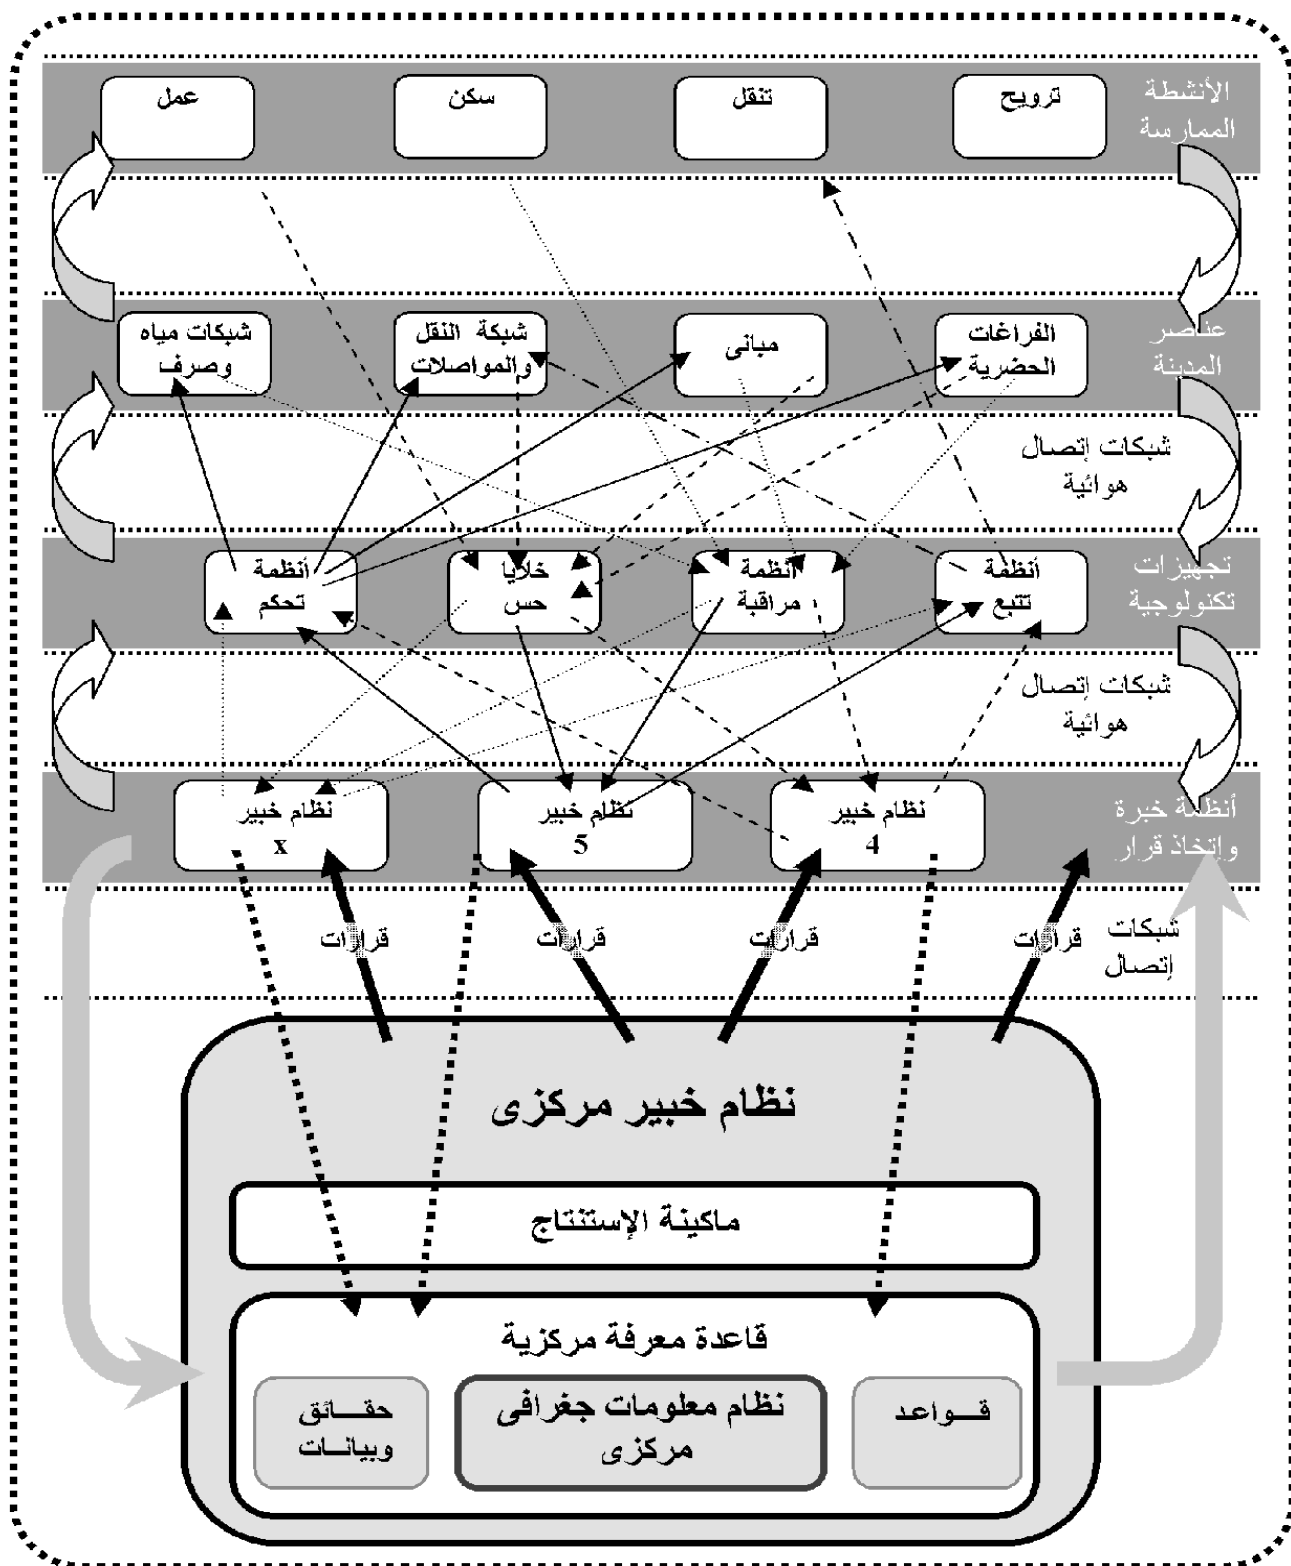 الأنشطة
الممارسة
ترويح
تنقل
سكن
عمل
عناصر
المدينة
الفراغات
الحضرية
مبانى
شبكة النقل
والمواصلات
شبكات مياه
وصرف
شبكات إتصال
هوائية
تجهيزات
تكنولوجية
أنظمة
تتبع
أنظمة
مراقبة
خلايا
حس
أنظمة
تحكم
شبكات إتصال
هوائية
أنظمة خبرة
وإتخاذ قرار
نظام خبير
4
نظام خبير
5
نظام خبير
x
شبكات
إتصال
قرارات
قرارات
قرارات
قرارات
نظام خبير مركزى
ماكينة الإستنتاج
قاعدة معرفة مركزية
قـــواعد
نظام معلومات جغرافى
مركزى
حقـــائق
وبيانــات